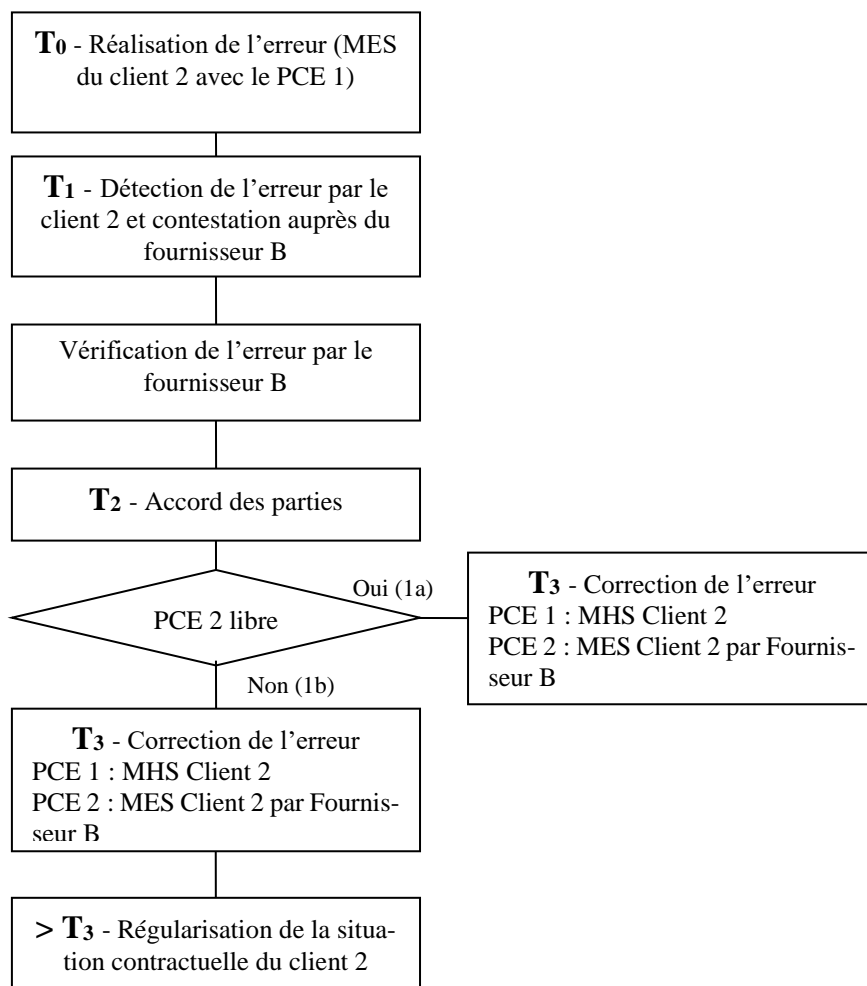 T0 - Réalisation de l’erreur (MES
du client 2 avec le PCE 1)
T1 - Détection de l’erreur par le
client 2 et contestation auprès du
fournisseur B
Vérification de l’erreur par le
fournisseur B
T2 - Accord des parties
PCE 2 libre
Oui (1a)
T3 - Correction de l’erreur
PCE 1 : MHS Client 2
PCE 2 : MES Client 2 par Fournis-
seur B
Non (1b)
T3 - Correction de l’erreur
PCE 1 : MHS Client 2
PCE 2 : MES Client 2 par Fournis-
seur B
> T3 - Régularisation de la situa-
tion contractuelle du client 2